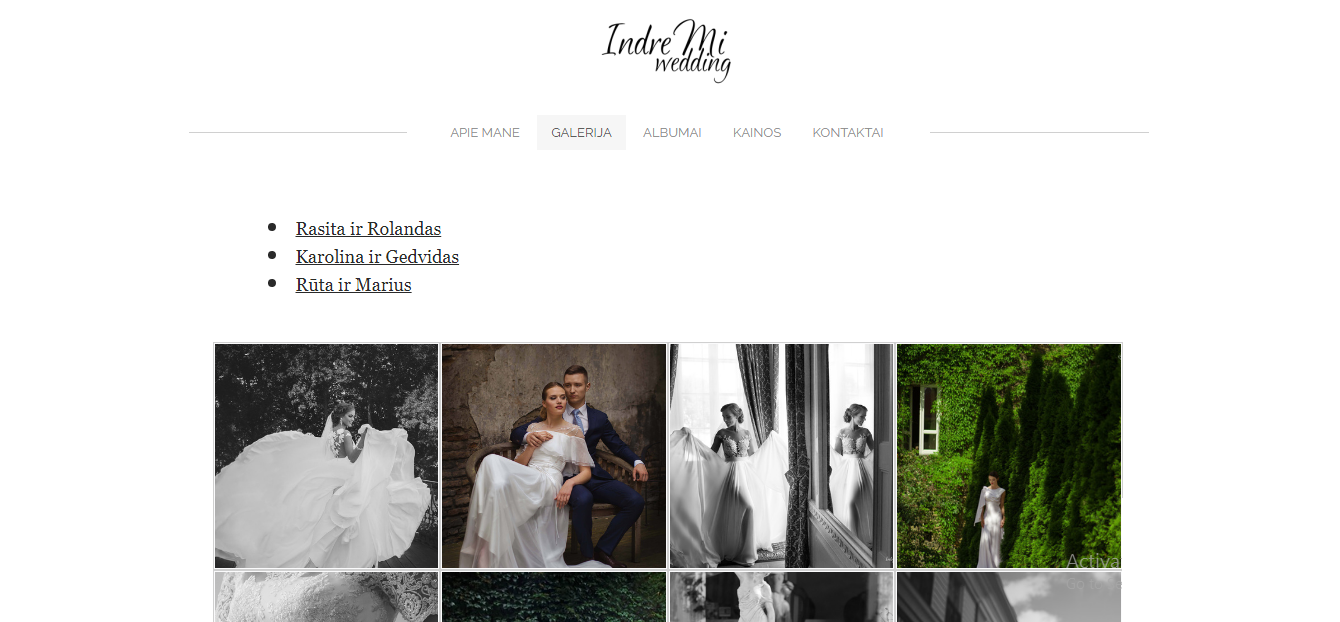 Indre Mi
wedding
APIE MANE GALERIJA ALBUMAI KAINOS KONTAKTAI
Rasita ir Rolandas
Karolina ir Gedvidas
Rūta ir Marius
Activa